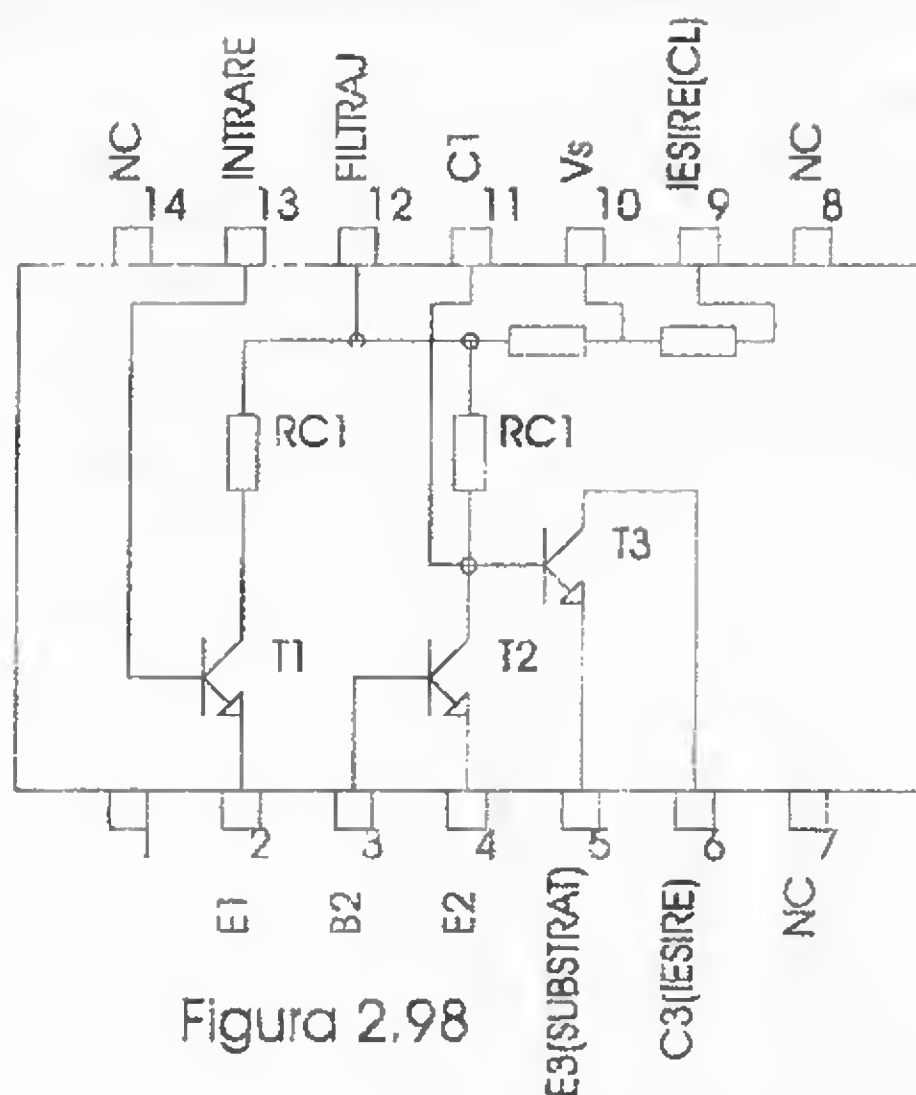 NC
INTRARE
FILTRAJ
C1
Vs
IESIRE(CL)
NC
14
13
12
11
10
9
8
RC1
RC1
T3
T1
T2
1
2
3
4
5
6
7
E1
B2
E2
E3(SUBSTRAT)
C3(IESIRE)
NC
Figura 2.98